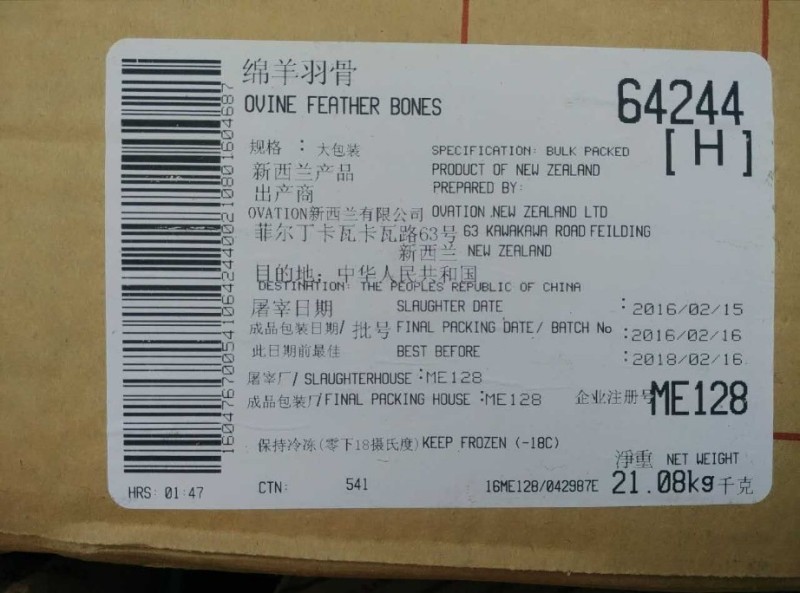 绵羊羽骨
OVINE FEATHER BONES
64244
[H]
规格 : 大包装 SPECIFICATION: BULK PACKED
新西兰产品 PRODUCT OF NEW ZEALAND
出产商 PREPARED BY:
OVATION新西兰有限公司 OVATION NEW ZEALAND LTD
菲尔丁卡瓦卡瓦路63号 63 KAWAKAWA ROAD FEILDING
新西兰 NEW ZEALAND
目的地: 中华人民共和国
DESTINATION: THE PEOPLES REPUBLIC OF CHINA
屠宰日期 SLAUGHTER DATE :2016/02/15
成品包装日期/ 批号 FINAL PACKING DATE/ BATCH No :2016/02/16
此日期前最佳 BEST BEFORE :2018/02/16
屠宰厂/ SLAUGHTERHOUSE :ME128
成品包装厂/FINAL PACKING HOUSE :ME128 企业注册号ME128
保持冷冻(零下18摄氏度) KEEP FROZEN (-18C)
淨重 NET WEIGHT
HRS: 01:47 CTN: 541 16ME128/042987E 21.08kg千克